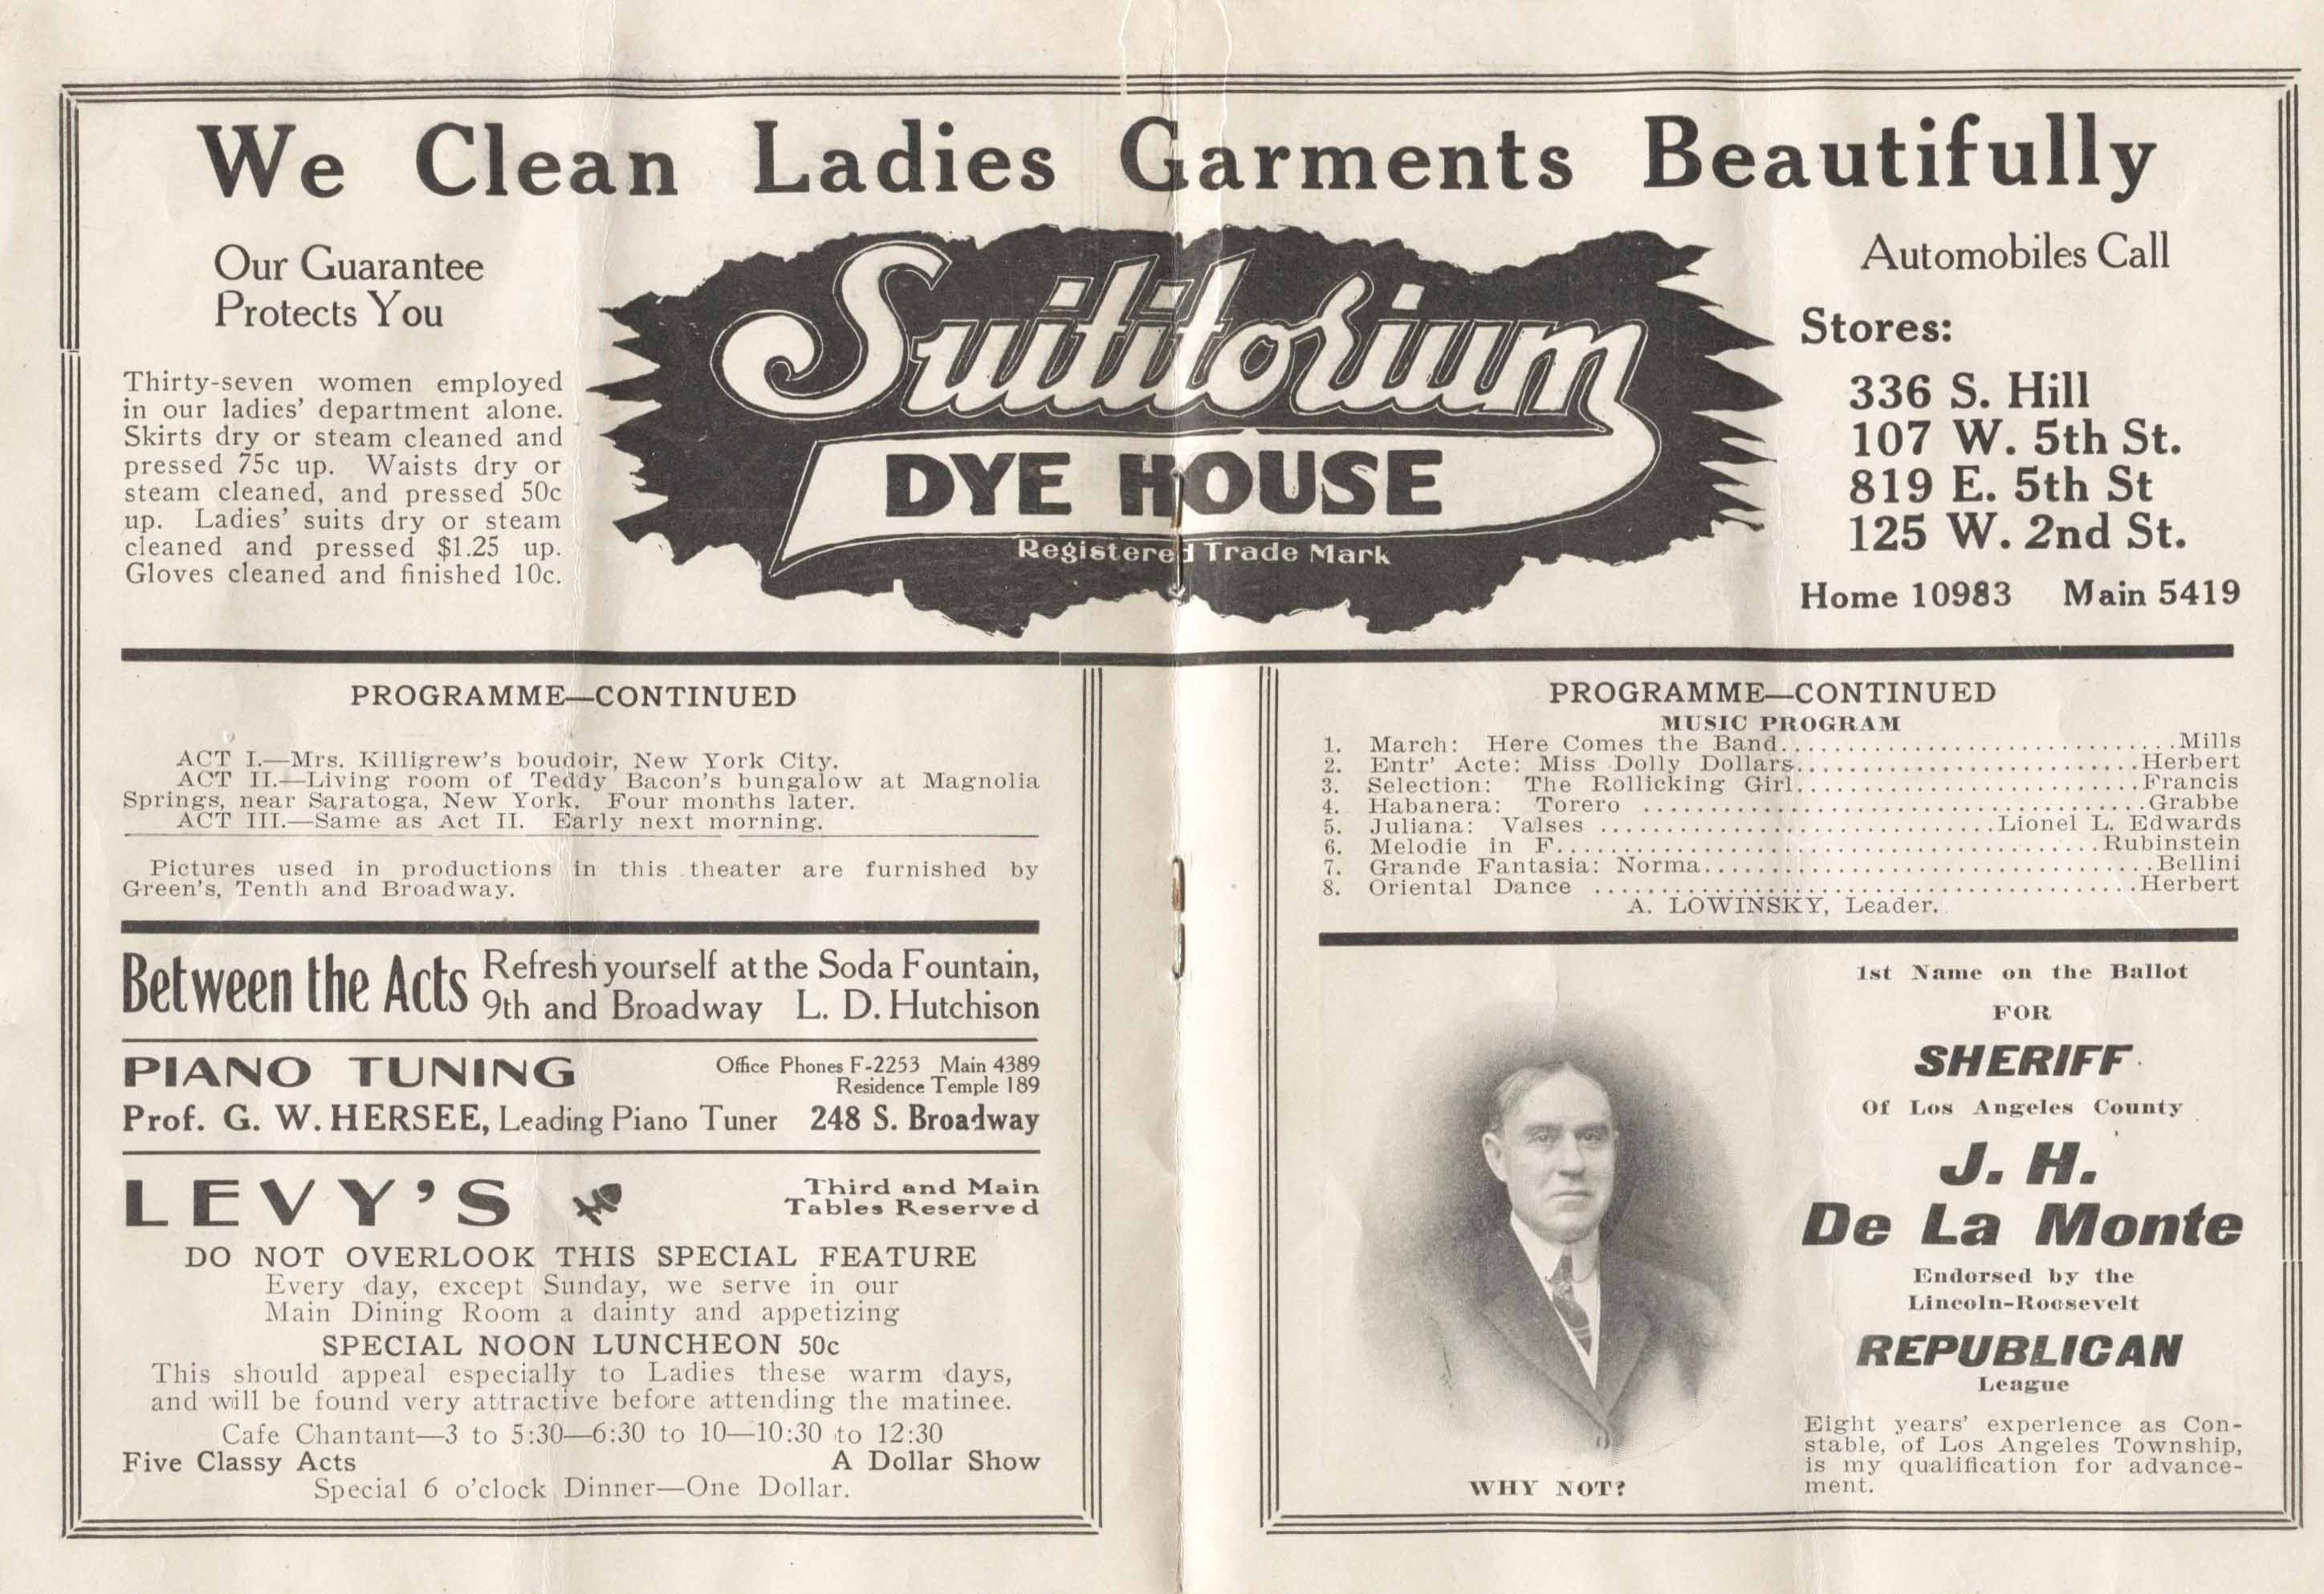 We Clean Ladies Garments Beautifully
Our Guarantee
Protects You
Thirty-seven women employed
in our ladies' department alone.
Skirts dry or steam cleaned and
pressed 75c up. Waists dry or
steam cleaned, and pressed 50c
up. Ladies' suits dry or steam
cleaned and pressed $1.25 up.
Gloves cleaned and finished 10c.
Suititorium
DYE HOUSE
Registered Trade Mark
Automobiles Call
Stores:
336 S. Hill
107 W. 5th St.
819 E. 5th St
125 W. 2nd St.
Home 10983 Main 5419
PROGRAMME—CONTINUED
ACT I.—Mrs. Killigrew's boudoir, New York City.
ACT II.—Living room of Teddy Bacon's bungalow at Magnolia
Springs, near Saratoga, New York. Four months later.
ACT III.—Same as Act II. Early next morning.
Pictures used in productions in this theater are furnished by
Green's, Tenth and Broadway.
Between the Acts
Refresh yourself at the Soda Fountain,
9th and Broadway L. D. Hutchison
PIANO TUNING
Office Phones F-2253 Main 4389
Residence Temple 189
Prof. G. W. HERSEE, Leading Piano Tuner 248 S. Broadway
LEVY'S
Third and Main
Tables Reserved
DO NOT OVERLOOK THIS SPECIAL FEATURE
Every day, except Sunday, we serve in our
Main Dining Room a dainty and appetizing
SPECIAL NOON LUNCHEON 50c
This should appeal especially to Ladies these warm days,
and will be found very attractive before attending the matinee.
Cafe Chantant—3 to 5:30—6:30 to 10—10:30 to 12:30
Five Classy Acts A Dollar Show
Special 6 o'clock Dinner—One Dollar.
PROGRAMME—CONTINUED
MUSIC PROGRAM
1. March: Here Comes the Band..............................Mills
2. Entr' Acte: Miss Dolly Dollars..........................Herbert
3. Selection: The Rollicking Girl..........................Francis
4. Habanera: Torero ......................................Grabbe
5. Juliana: Valses ..............................Lionel L. Edwards
6. Melodie in F.........................................Rubinstein
7. Grande Fantasia: Norma..................................Bellini
8. Oriental Dance .........................................Herbert
A. LOWINSKY, Leader.
1st Name on the Ballot
FOR
SHERIFF
Of Los Angeles County
J. H.
De La Monte
Endorsed by the
Lincoln-Roosevelt
REPUBLICAN
League
Eight years' experience as Con-
stable, of Los Angeles Township,
is my qualification for advance-
ment.
WHY NOT?